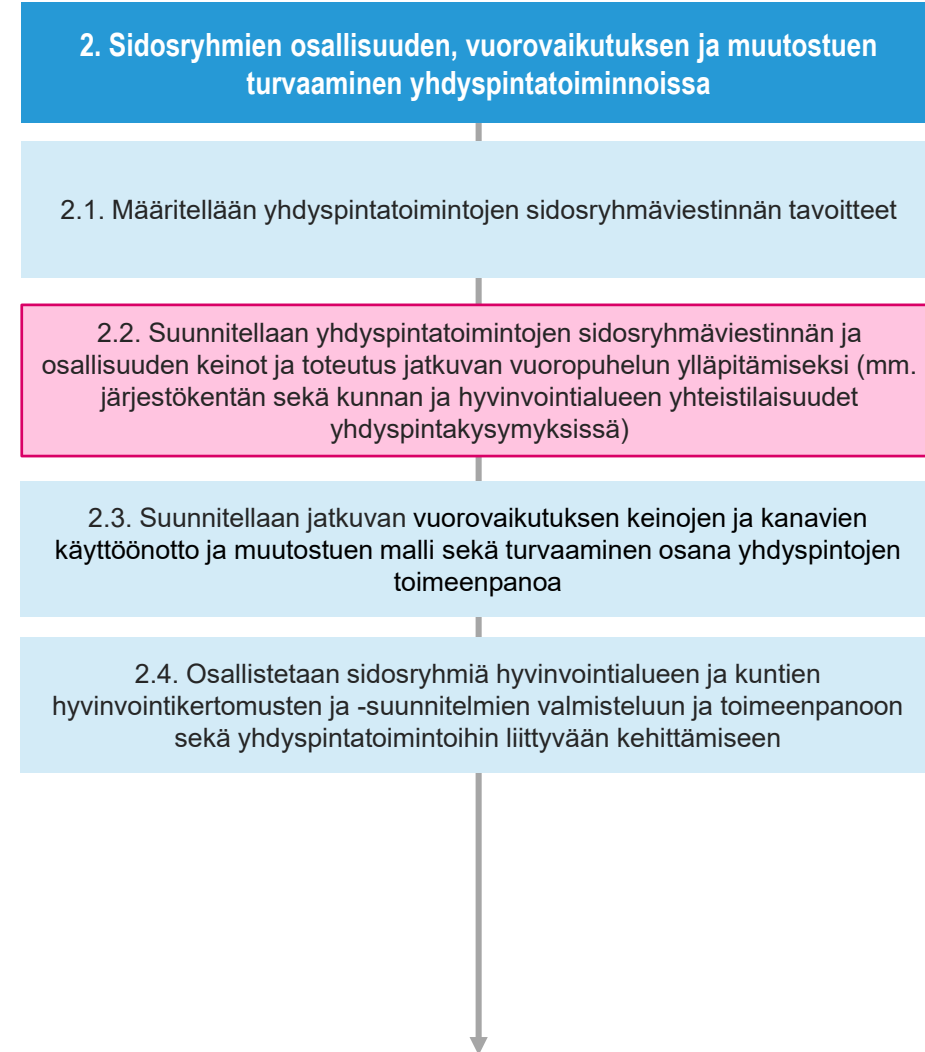 2. Sidosryhmien osallisuuden, vuorovaikutuksen ja muutostuen
turvaaminen yhdyspintatoiminnoissa
2.1. Määritellään yhdyspintatoimintojen sidosryhmäviestinnän tavoitteet
2.2. Suunnitellaan yhdyspintatoimintojen sidosryhmäviestinnän ja
osallisuuden keinot ja toteutus jatkuvan vuoropuhelun ylläpitämiseksi (mm.
järjestökentän sekä kunnan ja hyvinvointialueen yhteistilaisuudet
yhdyspintakysymyksissä)
2.3. Suunnitellaan jatkuvan vuorovaikutuksen keinojen ja kanavien
käyttöönotto ja muutostuen malli sekä turvaaminen osana yhdyspintojen
toimeenpanoa
2.4. Osallistetaan sidosryhmiä hyvinvointialueen ja kuntien
hyvinvointikertomusten ja -suunnitelmien valmisteluun ja toimeenpanoon
sekä yhdyspintatoimintoihin liittyvään kehittämiseen